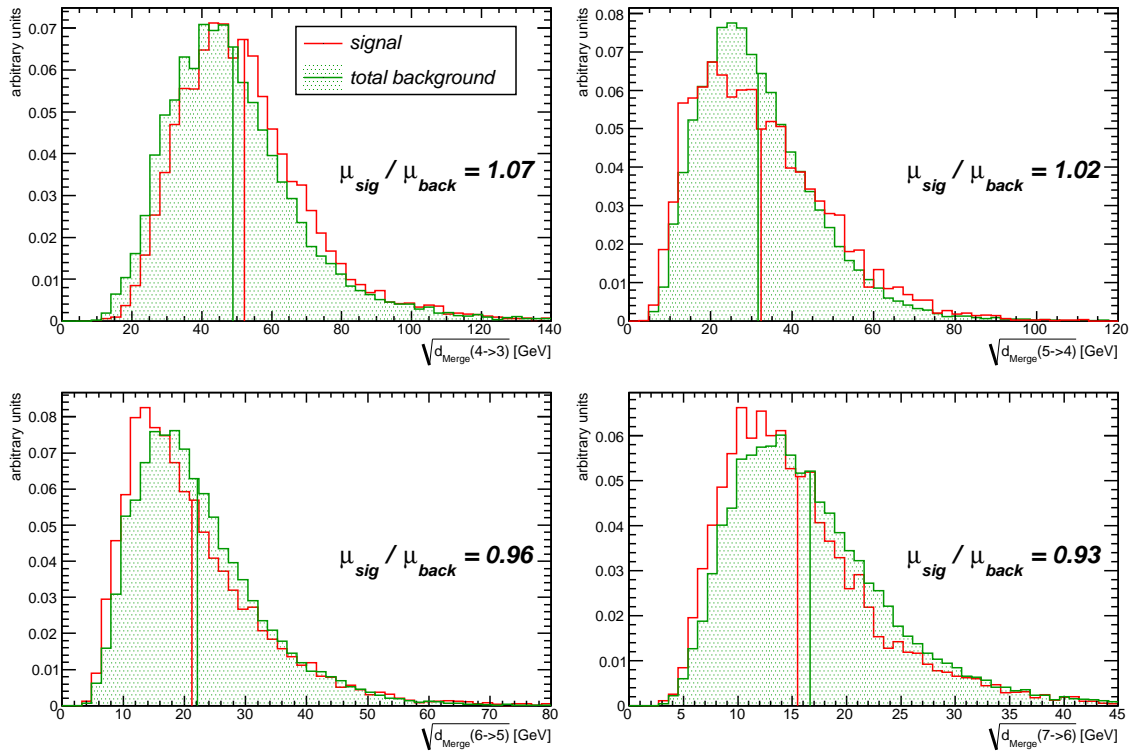 arbitrary units
0.07
0.06
0.05
0.04
0.03
0.02
0.01
0
signal
total background
μsig / μback = 1.07
0 20 40 60 80 100 120 140
√dMerge(4->3) [GeV]
arbitrary units
0.08
0.07
0.06
0.05
0.04
0.03
0.02
0.01
0
μsig / μback = 1.02
0 20 40 60 80 100 120
√dMerge(5->4) [GeV]
arbitrary units
0.08
0.07
0.06
0.05
0.04
0.03
0.02
0.01
0
μsig / μback = 0.96
0 10 20 30 40 50 60 70 80
√dMerge(6->5) [GeV]
arbitrary units
0.06
0.05
0.04
0.03
0.02
0.01
0
μsig / μback = 0.93
0 5 10 15 20 25 30 35 40 45
√dMerge(7->6) [GeV]